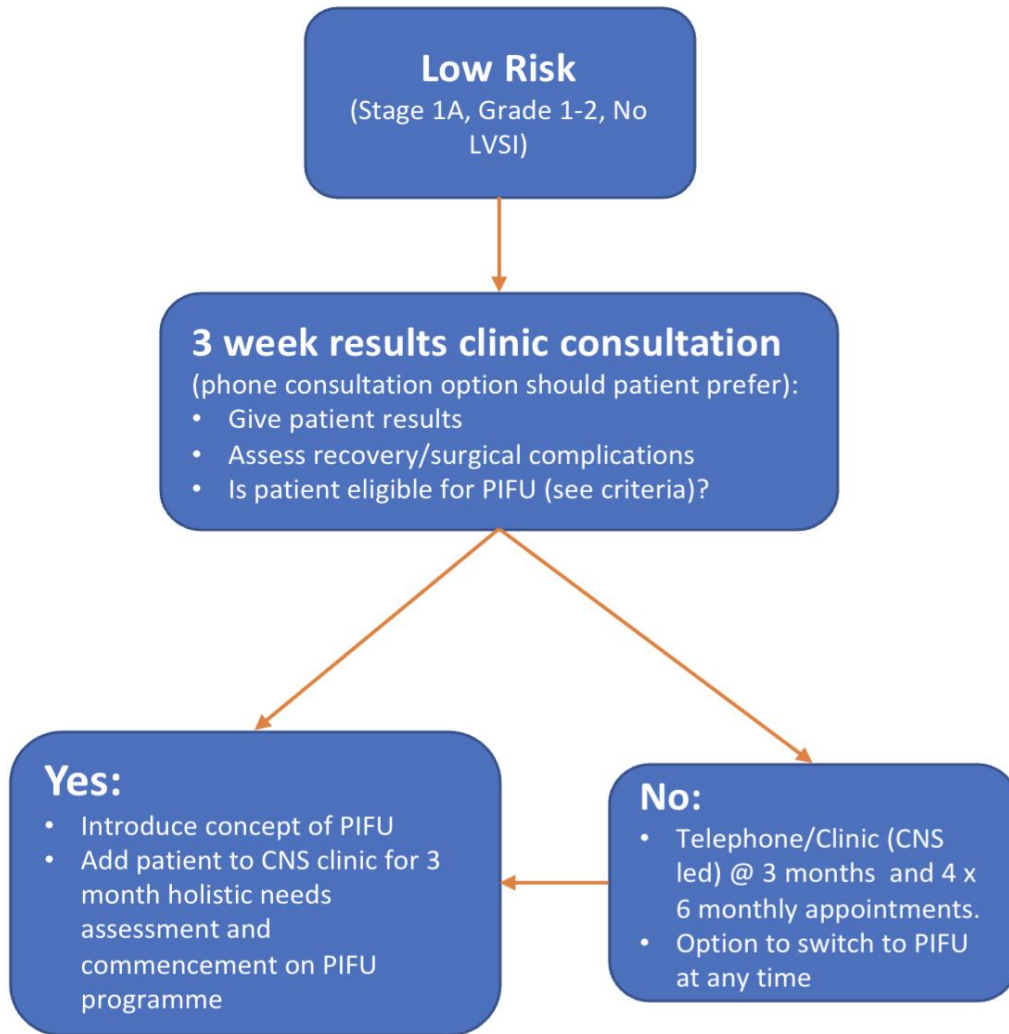 Low Risk
(Stage 1A, Grade 1-2, No
LVSI)
3 week results clinic consultation
(phone consultation option should patient prefer):
• Give patient results
• Assess recovery/surgical complications
• Is patient eligible for PIFU (see criteria)?
Yes:
• Introduce concept of PIFU
• Add patient to CNS clinic for 3
month holistic needs
assessment and
commencement on PIFU
programme
No:
• Telephone/Clinic (CNS
led) @ 3 months and 4 x
6 monthly appointments.
• Option to switch to PIFU
at any time